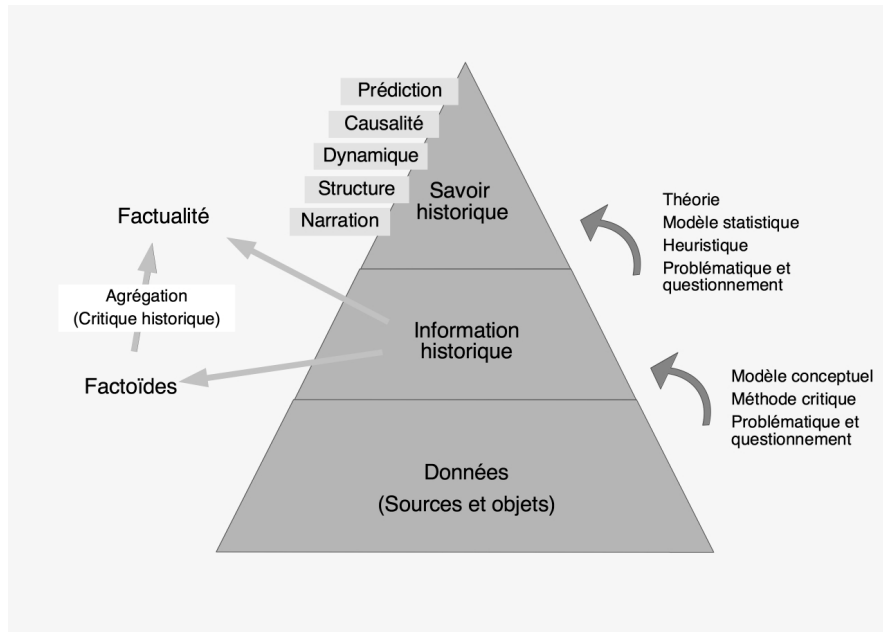 Prédiction
Causalité
Dynamique
Structure
Narration
Savoir
historique
Factualité
Agrégation
(Critique historique)
Factoïdes
Information
historique
Données
(Sources et objets)
Théorie
Modèle statistique
Heuristique
Problématique et
questionnement
Modèle conceptuel
Méthode critique
Problématique et
questionnement